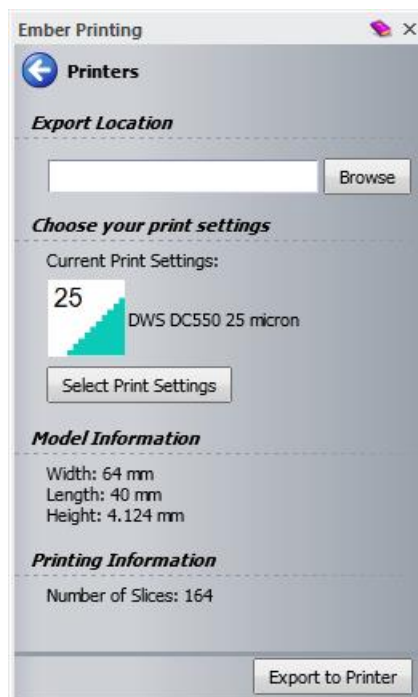 Ember Printing
Printers
Export Location
Browse
Choose your print settings
Current Print Settings:
25
DWS DC550 25 micron
Select Print Settings
Model Information
Width: 64 mm
Length: 40 mm
Height: 4.124 mm
Printing Information
Number of Slices: 164
Export to Printer